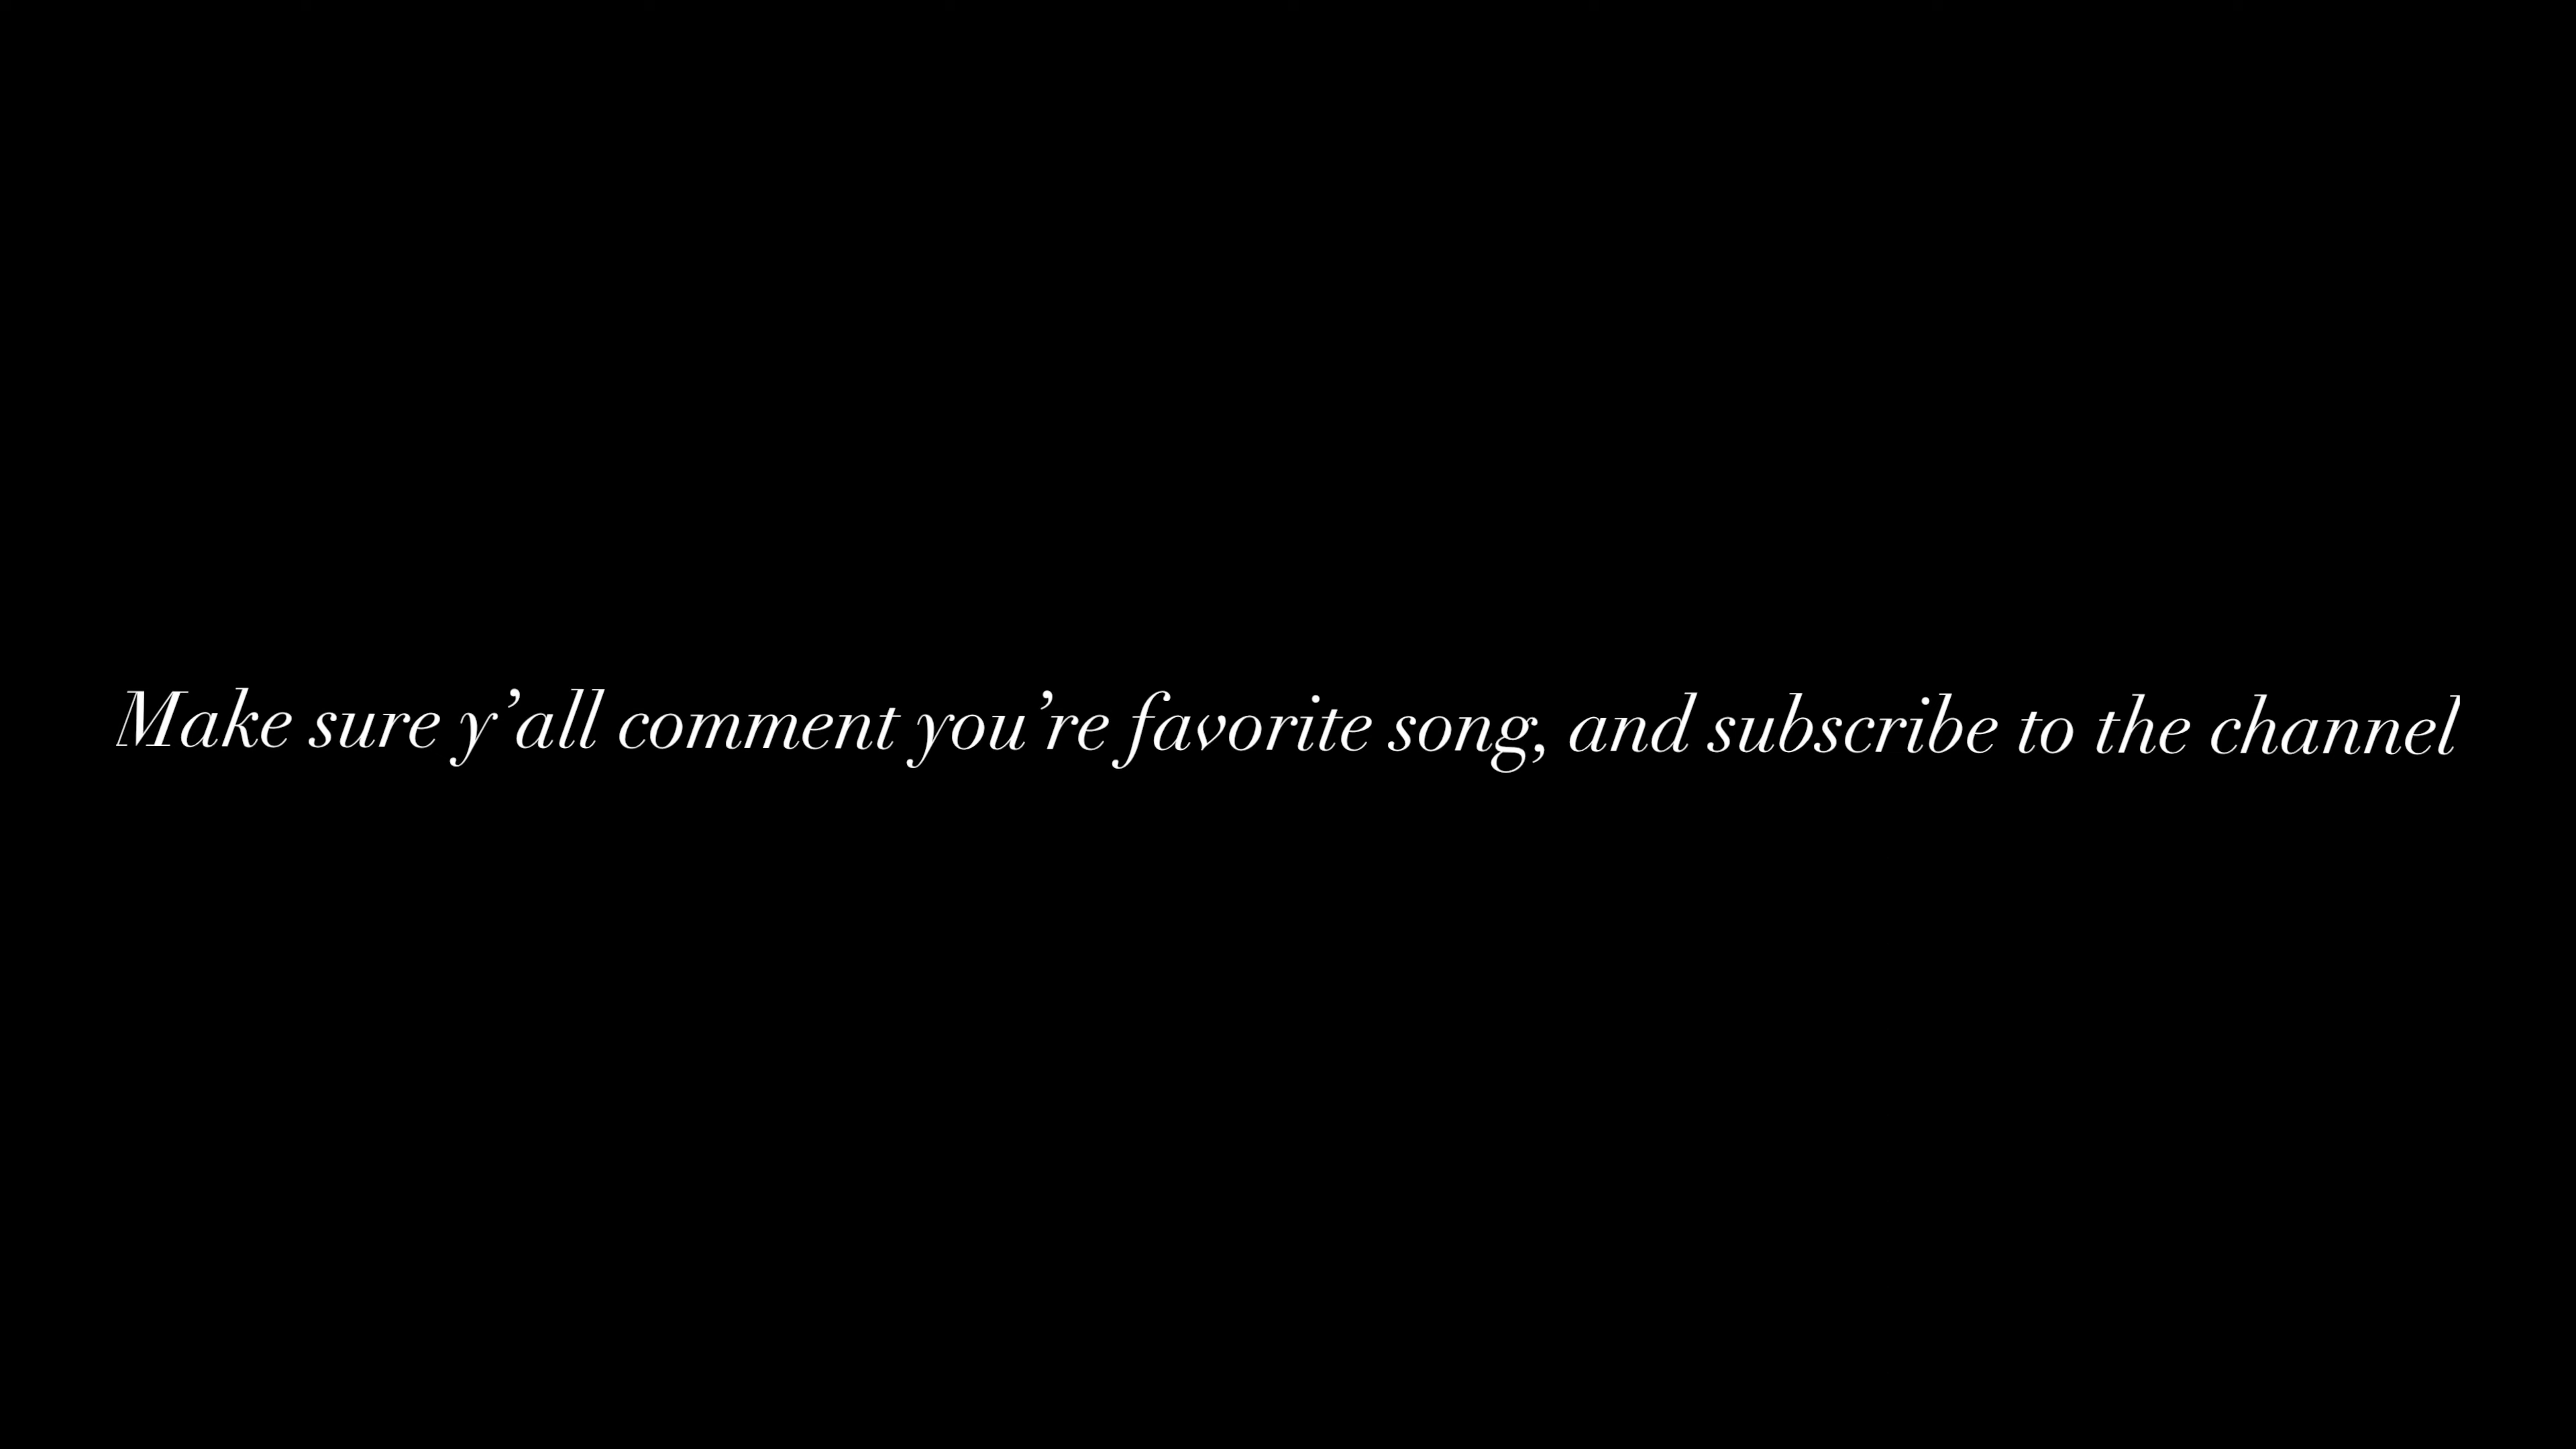 Make sure y’all comment you’re favorite song, and subscribe to the channel